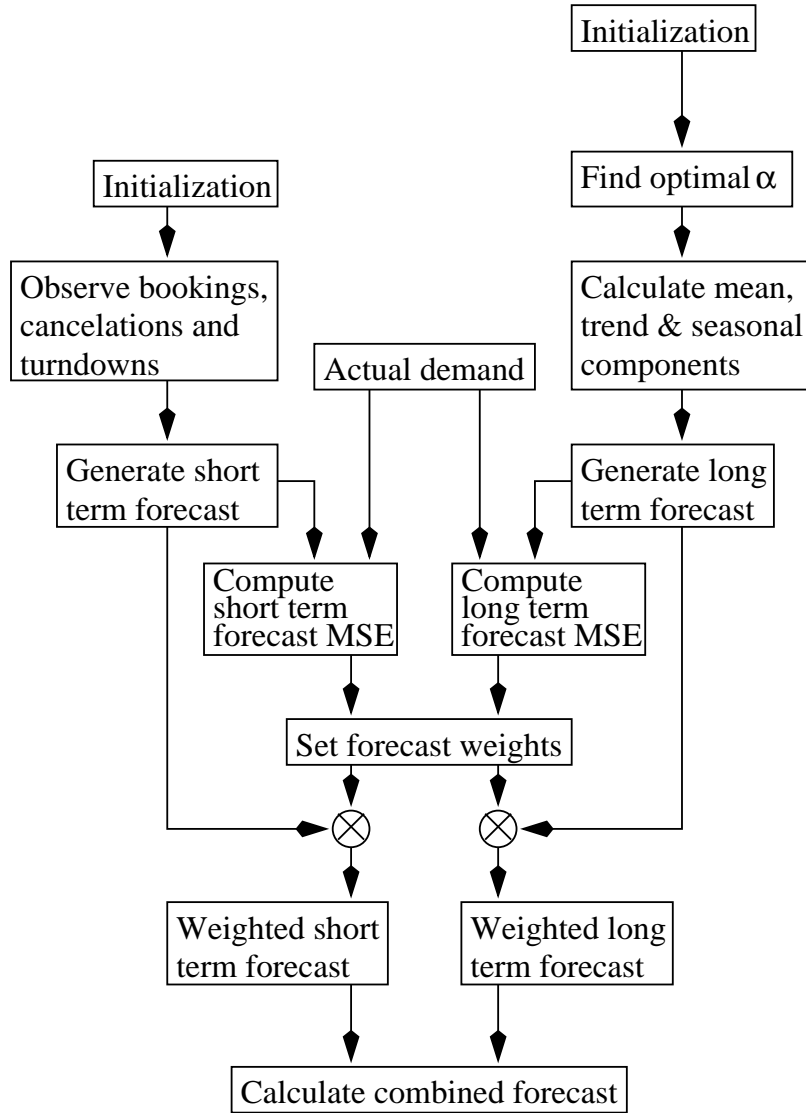 Initialization
Find optimal α
Initialization
Observe bookings,
cancelations and
turndowns
Calculate mean,
trend & seasonal
components
Actual demand
Generate short
term forecast
Generate long
term forecast
Compute
short term
forecast MSE
Compute
long term
forecast MSE
Set forecast weights
Weighted short
term forecast
Weighted long
term forecast
Calculate combined forecast